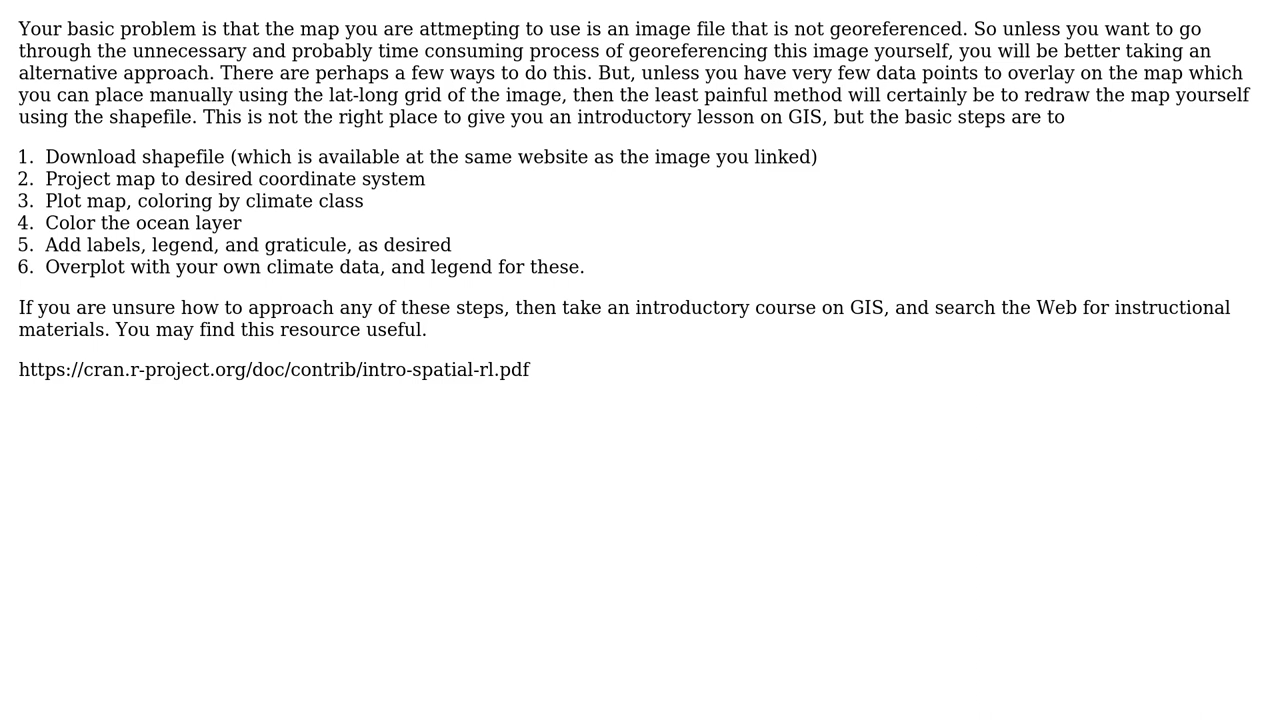 Your basic problem is that the map you are attmepting to use is an image file that is not georeferenced. So unless you want to go
through the unnecessary and probably time consuming process of georeferencing this image yourself, you will be better taking an
alternative approach. There are perhaps a few ways to do this. But, unless you have very few data points to overlay on the map which
you can place manually using the lat-long grid of the image, then the least painful method will certainly be to redraw the map yourself
using the shapefile. This is not the right place to give you an introductory lesson on GIS, but the basic steps are to
1. Download shapefile (which is available at the same website as the image you linked)
2. Project map to desired coordinate system
3. Plot map, coloring by climate class
4. Color the ocean layer
5. Add labels, legend, and graticule, as desired
6. Overplot with your own climate data, and legend for these.
If you are unsure how to approach any of these steps, then take an introductory course on GIS, and search the Web for instructional
materials. You may find this resource useful.
https://cran.r-project.org/doc/contrib/intro-spatial-rl.pdf